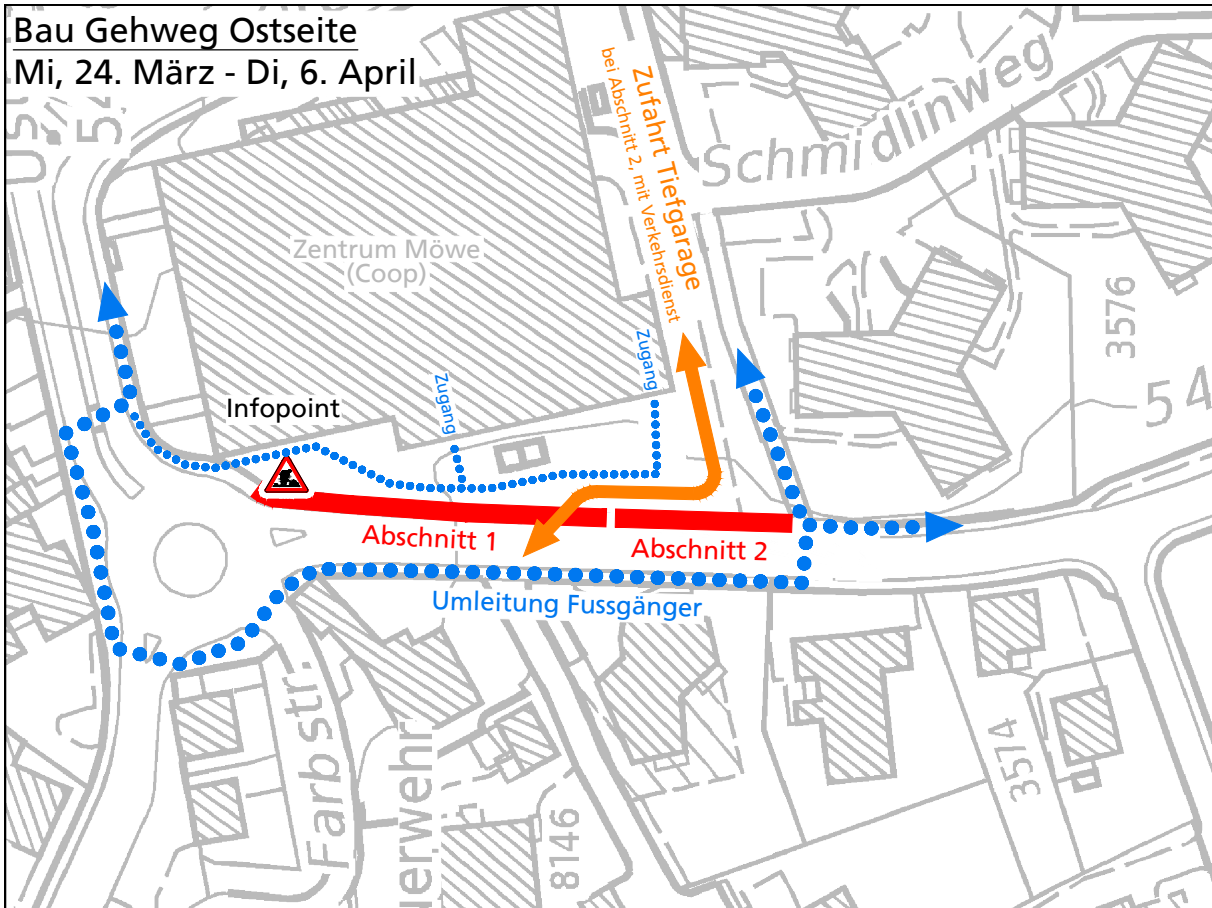 Bau Gehweg Ostseite
Mi, 24. März - Di, 6. April
Zufahrt Tiefgarage
bei Abschnitt 2, mit Verkehrsdienst
Schmidlinweg
Zentrum Möwe
(Coop)
3576
Zugang
Zugang
54
Infopoint
Abschnitt 1
Abschnitt 2
Umleitung Fussgänger
Farbstr.
erwehr
8146
3574